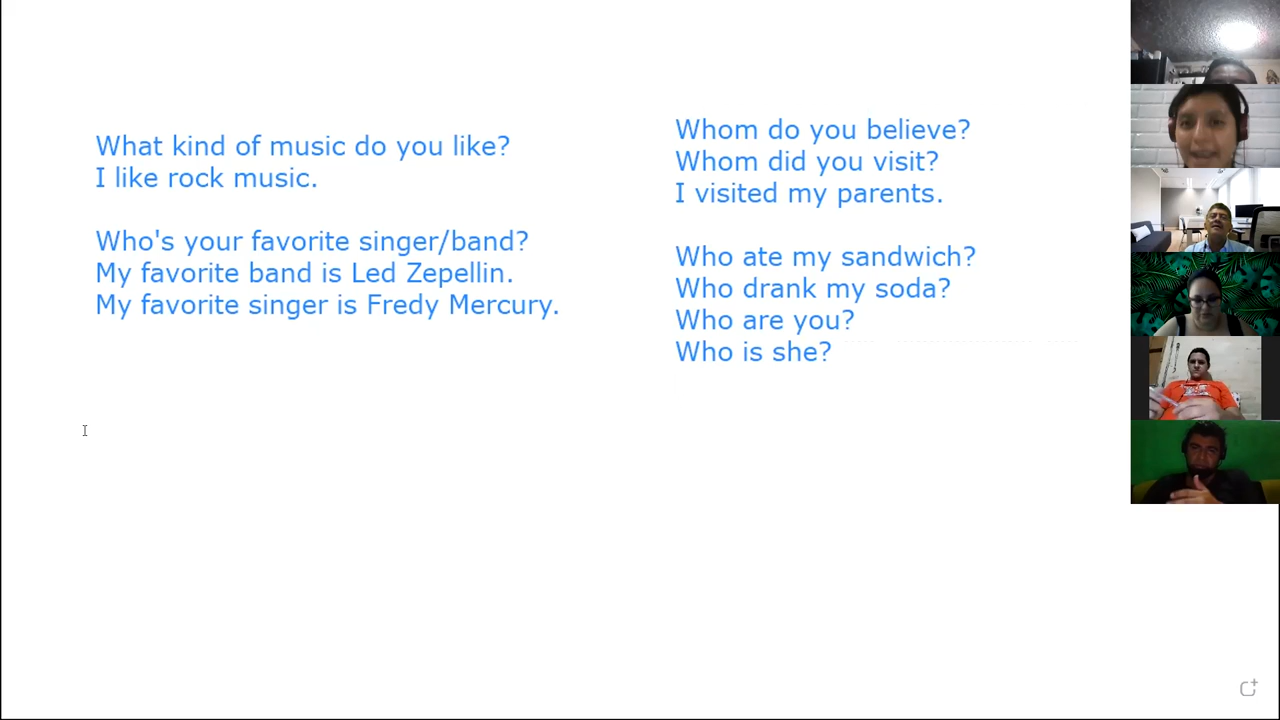 What kind of music do you like?
I like rock music.
Who's your favorite singer/band?
My favorite band is Led Zepellin.
My favorite singer is Fredy Mercury.
Whom do you believe?
Whom did you visit?
I visited my parents.
Who ate my sandwich?
Who drank my soda?
Who are you?
Who is she?